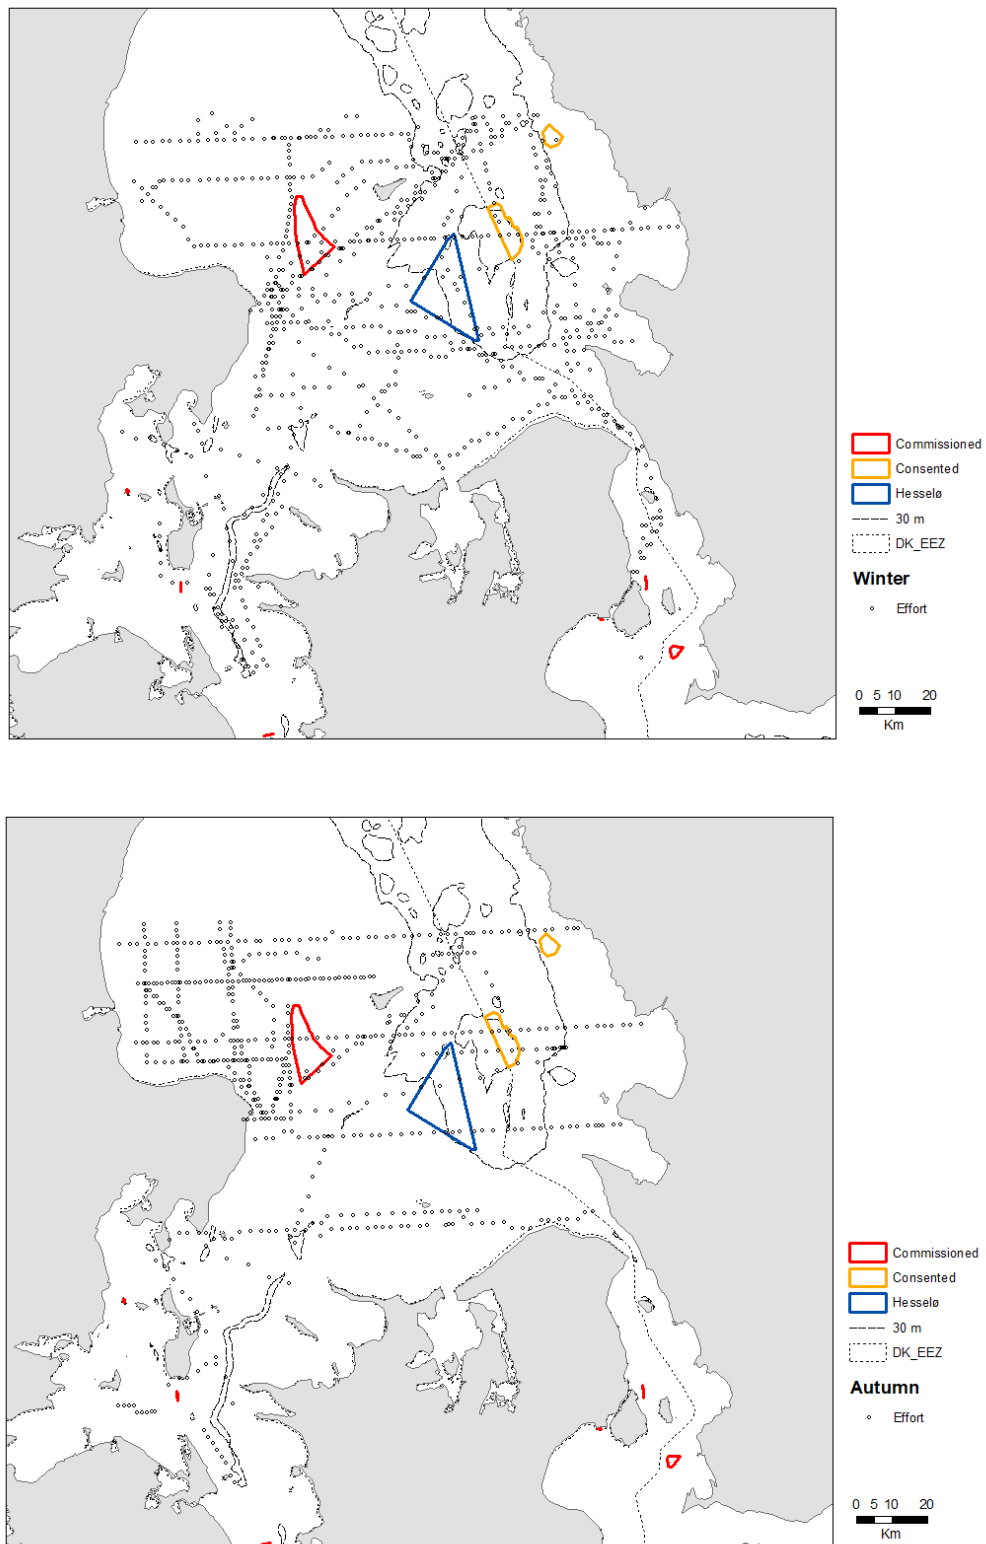 Commissioned
Consented
Hesselø
30 m
DK_EEZ
Winter
Effort
0 5 10 20
Km
Commissioned
Consented
Hesselø
30 m
DK_EEZ
Autumn
Effort
0 5 10 20
Km